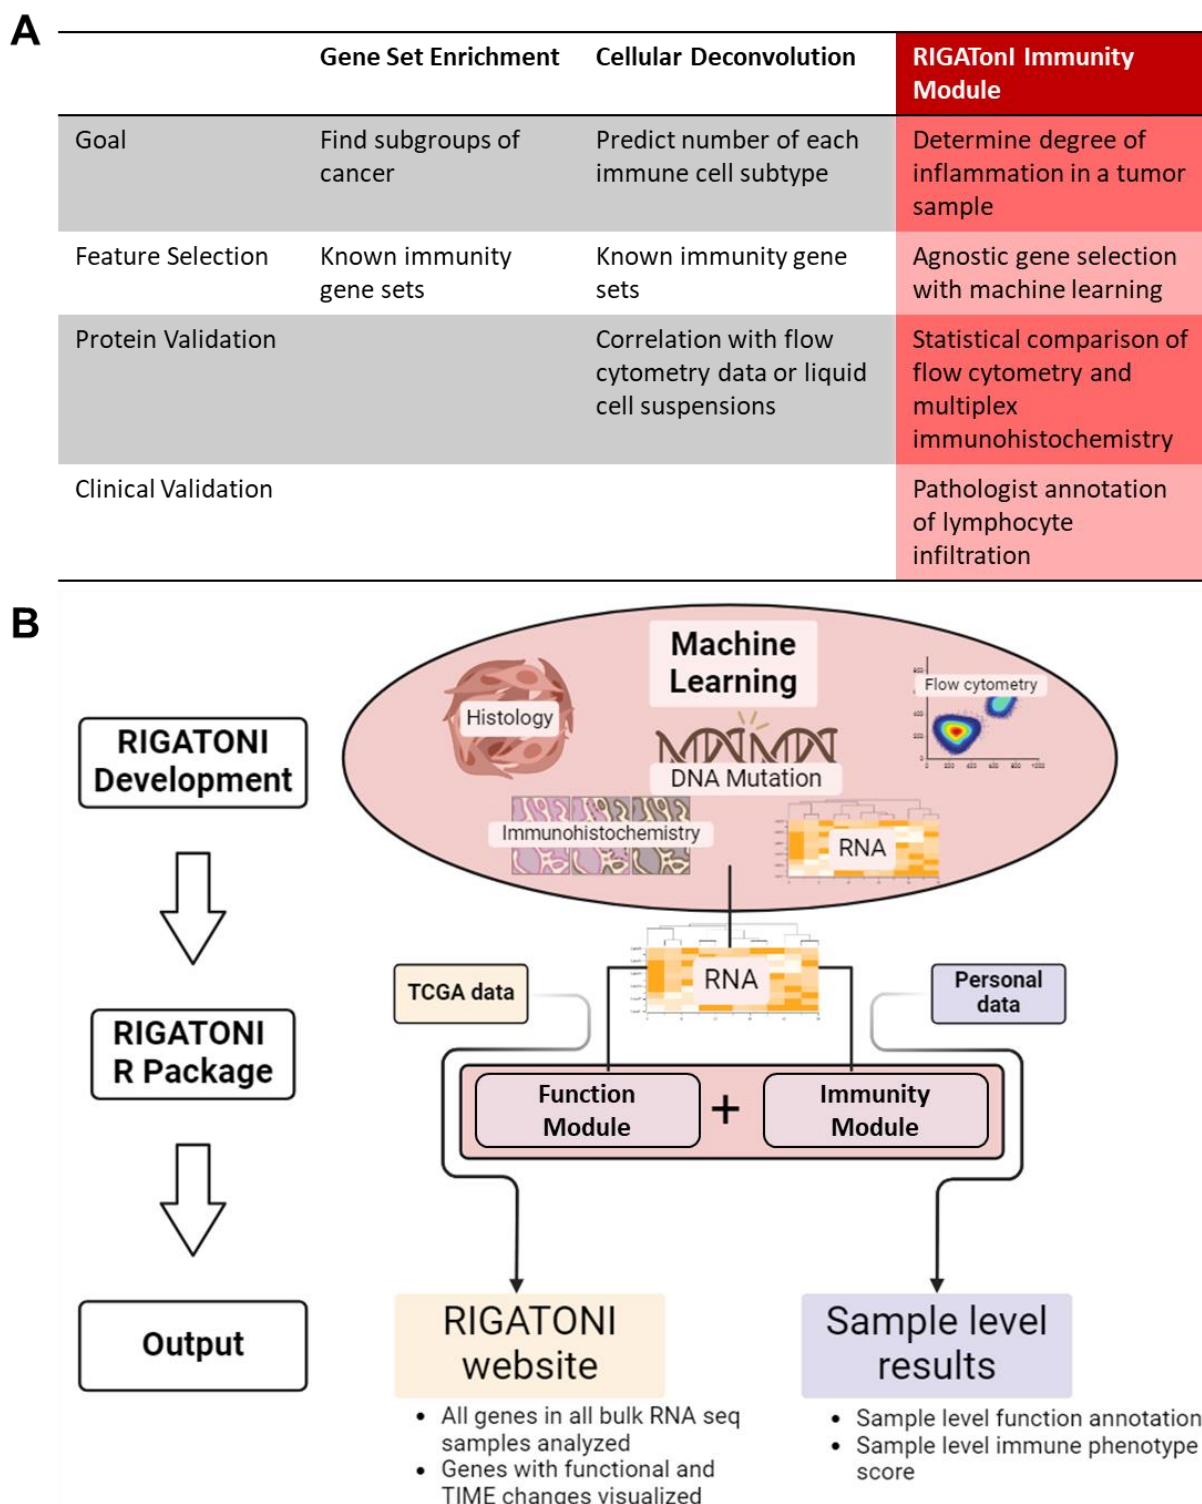 A
Gene Set Enrichment
Cellular Deconvolution
RIGATonI Immunity
Module
Goal
Find subgroups of
cancer
Predict number of each
immune cell subtype
Determine degree of
inflammation in a tumor
sample
Feature Selection
Known immunity
gene sets
Known immunity gene
sets
Agnostic gene selection
with machine learning
Protein Validation
Correlation with flow
cytometry data or liquid
cell suspensions
Statistical comparison of
flow cytometry and
multiplex
immunohistochemistry
Clinical Validation
Pathologist annotation
of lymphocyte
infiltration
B
Machine
Learning
Histology
Flow cytometry
DNA Mutation
Immunohistochemistry
RNA
RIGATONI
Development
TCGA data
RNA
Personal
data
RIGATONI
R Package
Function
Module
+
Immunity
Module
Output
RIGATONI
website
Sample level
results
• All genes in all bulk RNA seq
samples analyzed
• Genes with functional and
TIME changes visualized
• Sample level function annotation
• Sample level immune phenotype
score